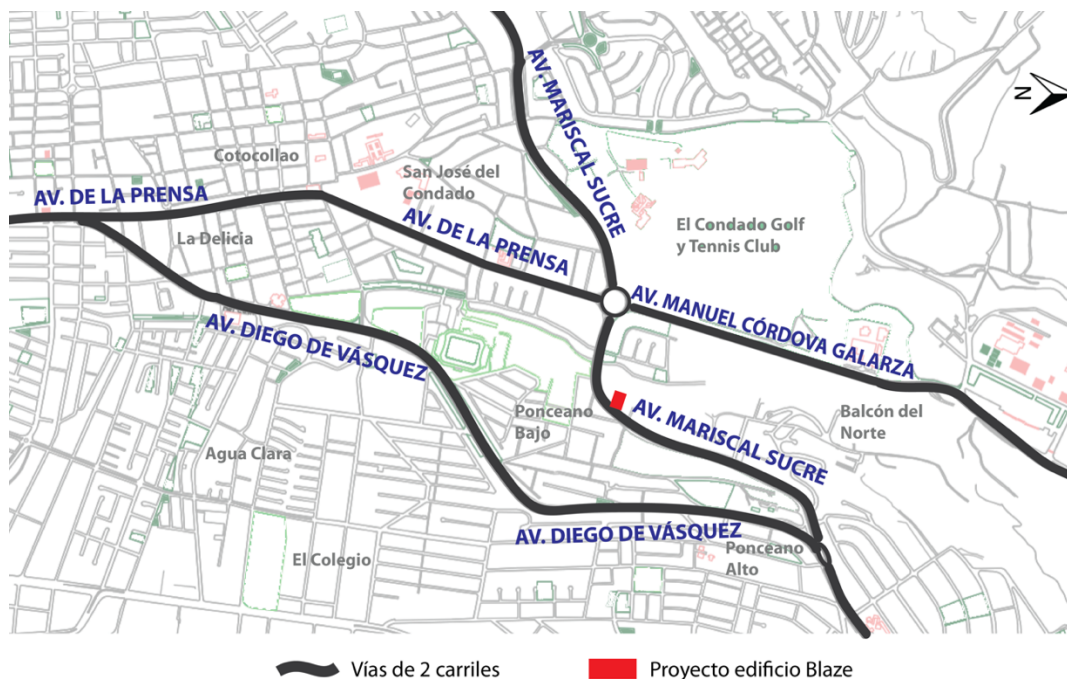 AV. MARISCAL SUCRE
N
Cotocollao
San José del
Condado
AV. DE LA PRENSA
La Delicia
AV. DE LA PRENSA
El Condado Golf
y Tennis Club
AV. MANUEL CÓRDOVA GALARZA
AV. DIEGO DE VÁSQUEZ
Ponceano
Bajo
AV. MARISCAL SUCRE
Balcón del
Norte
Agua Clara
AV. DIEGO DE VÁSQUEZ
Ponceano
Alto
El Colegio
Vías de 2 carriles
Proyecto edificio Blaze